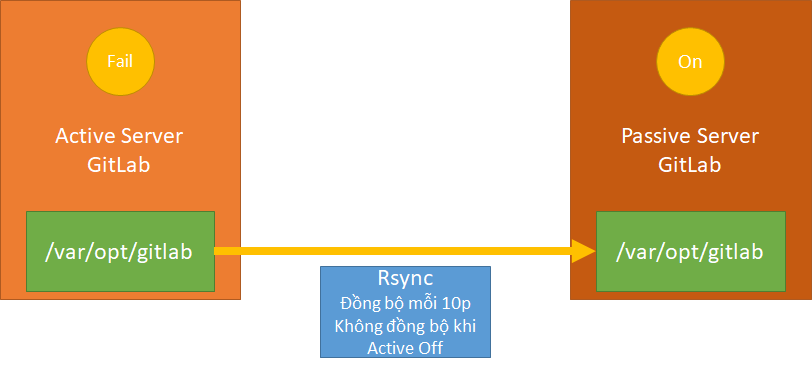 Fail
Active Server
GitLab
/var/opt/gitlab
On
Passive Server
GitLab
/var/opt/gitlab
Rsync
Đồng bộ mỗi 10p
Không đồng bộ khi
Active Off